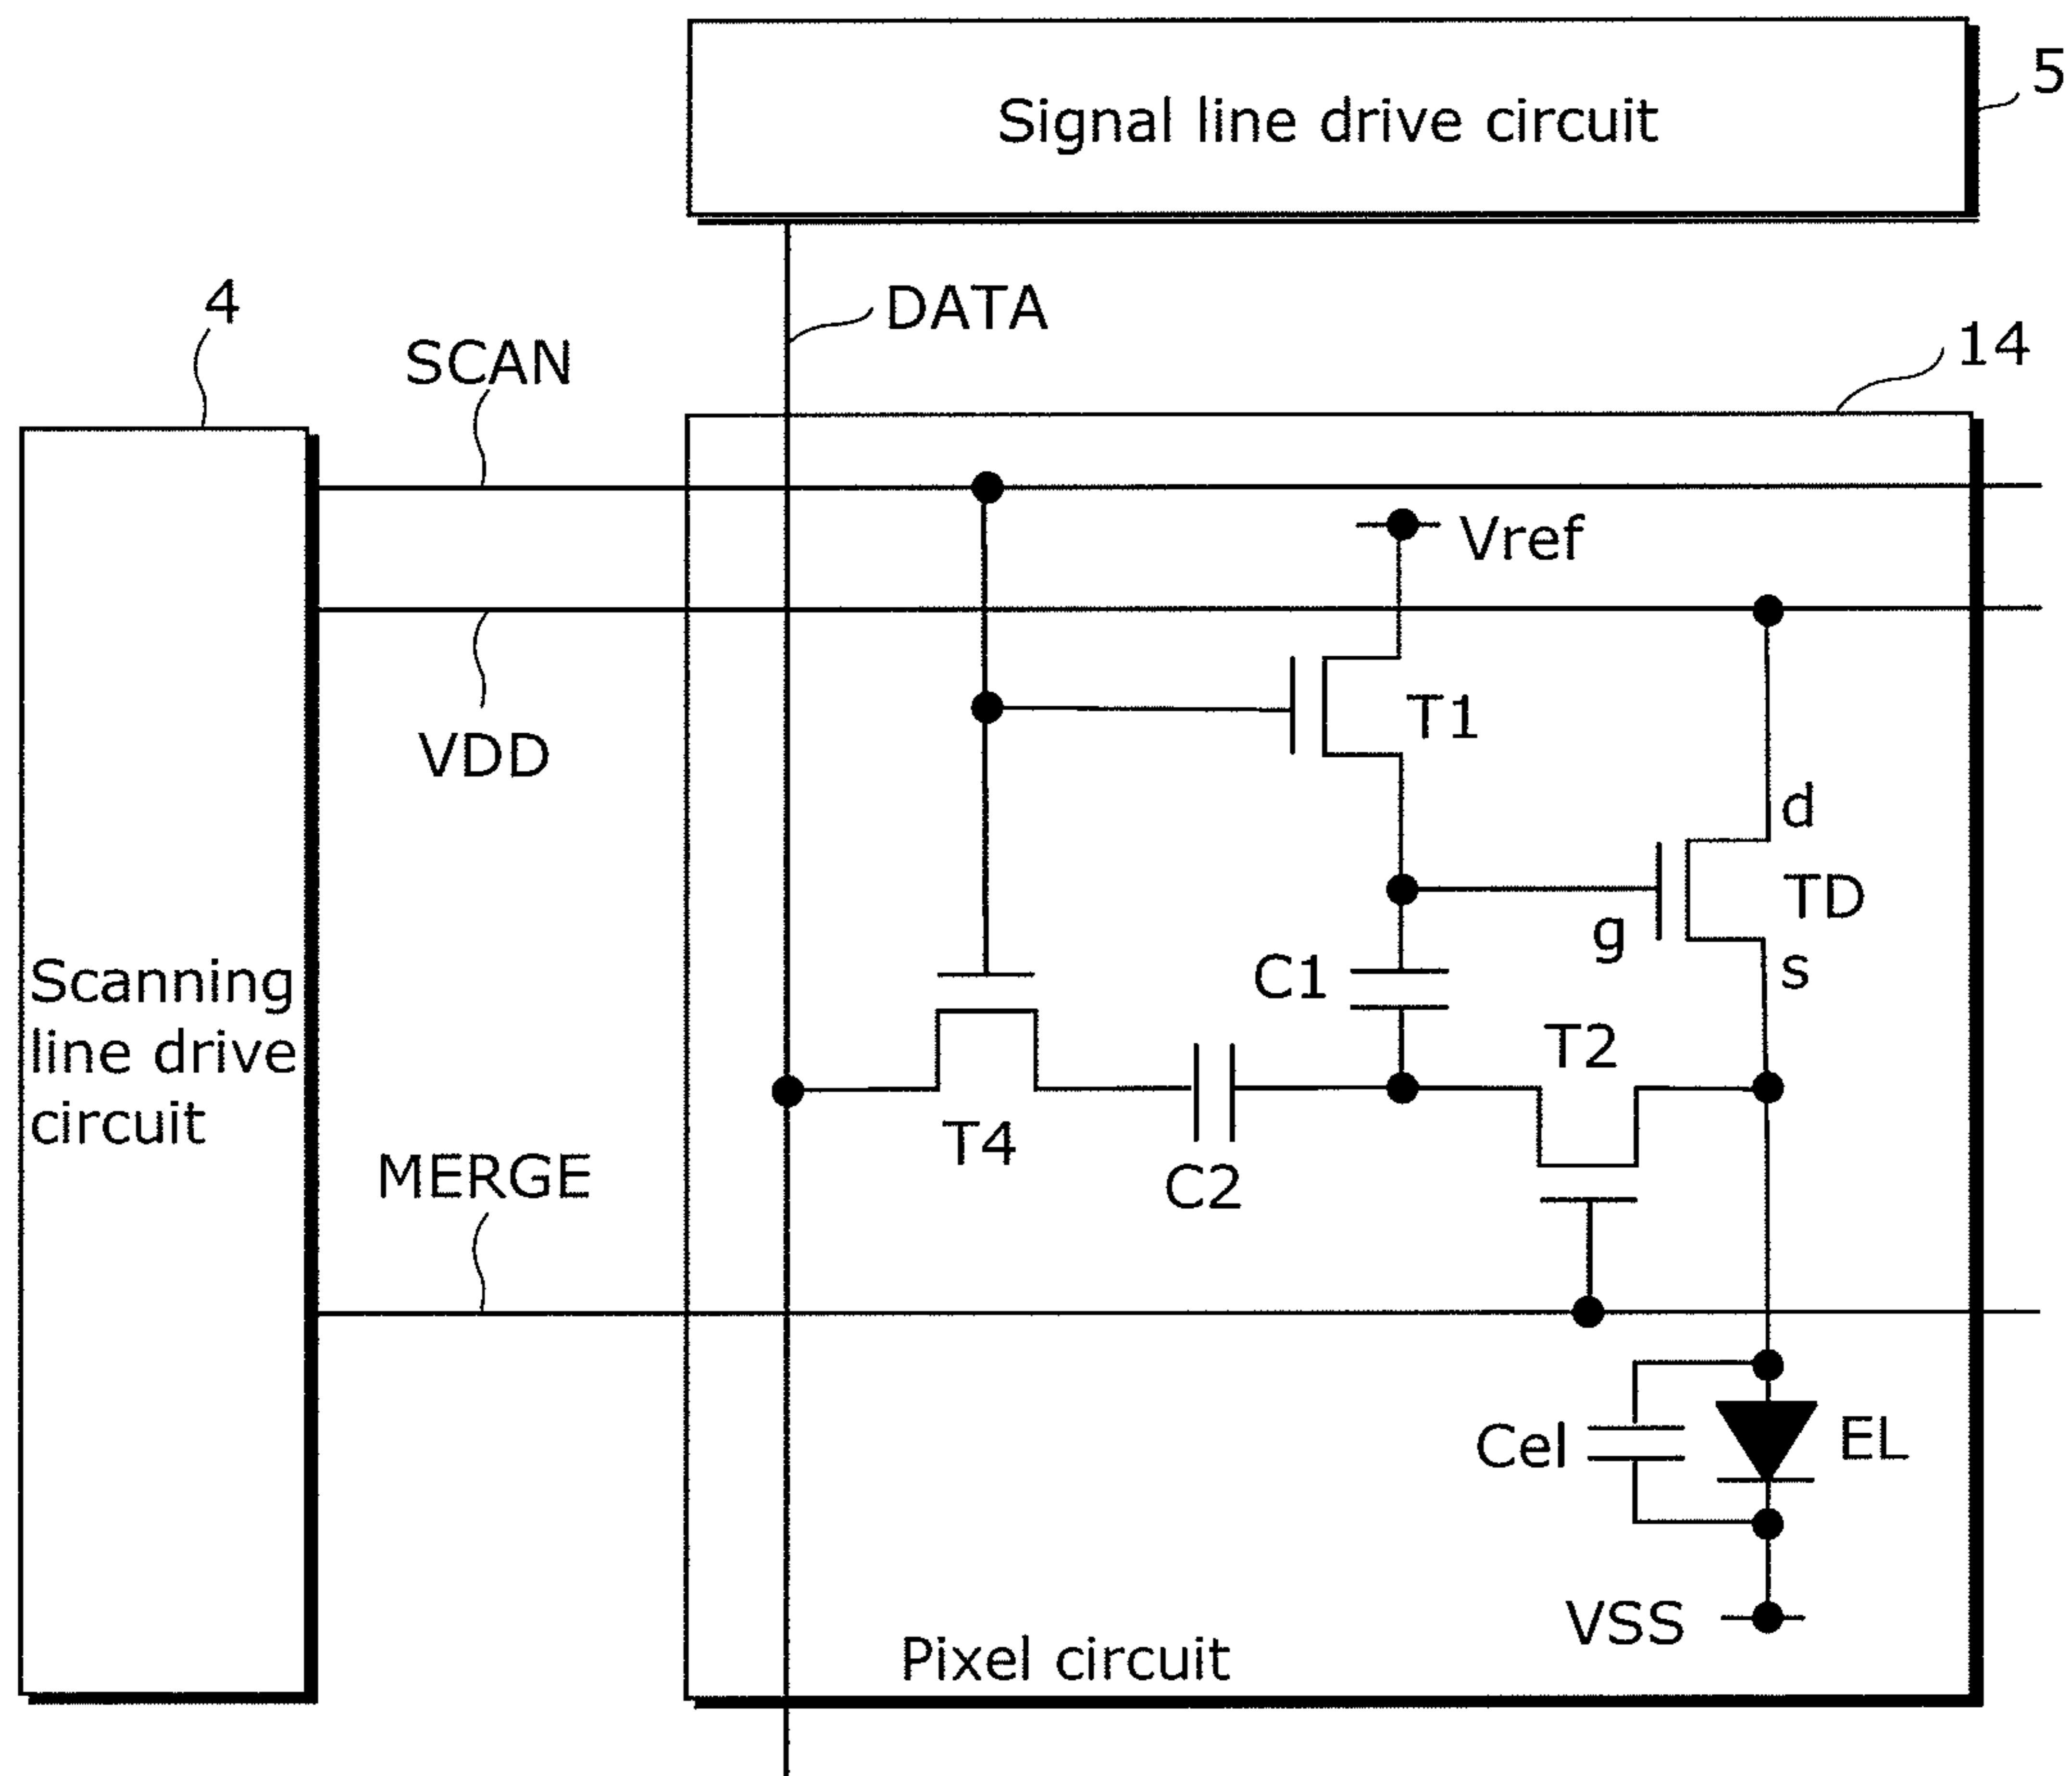 Signal line drive circuit
5
DATA
4
SCAN
14
Vref
T1
VDD
d
TD
g
s
C1
Scanning
line drive
circuit
T2
T4
C2
MERGE
Cel
EL
VSS
Pixel circuit